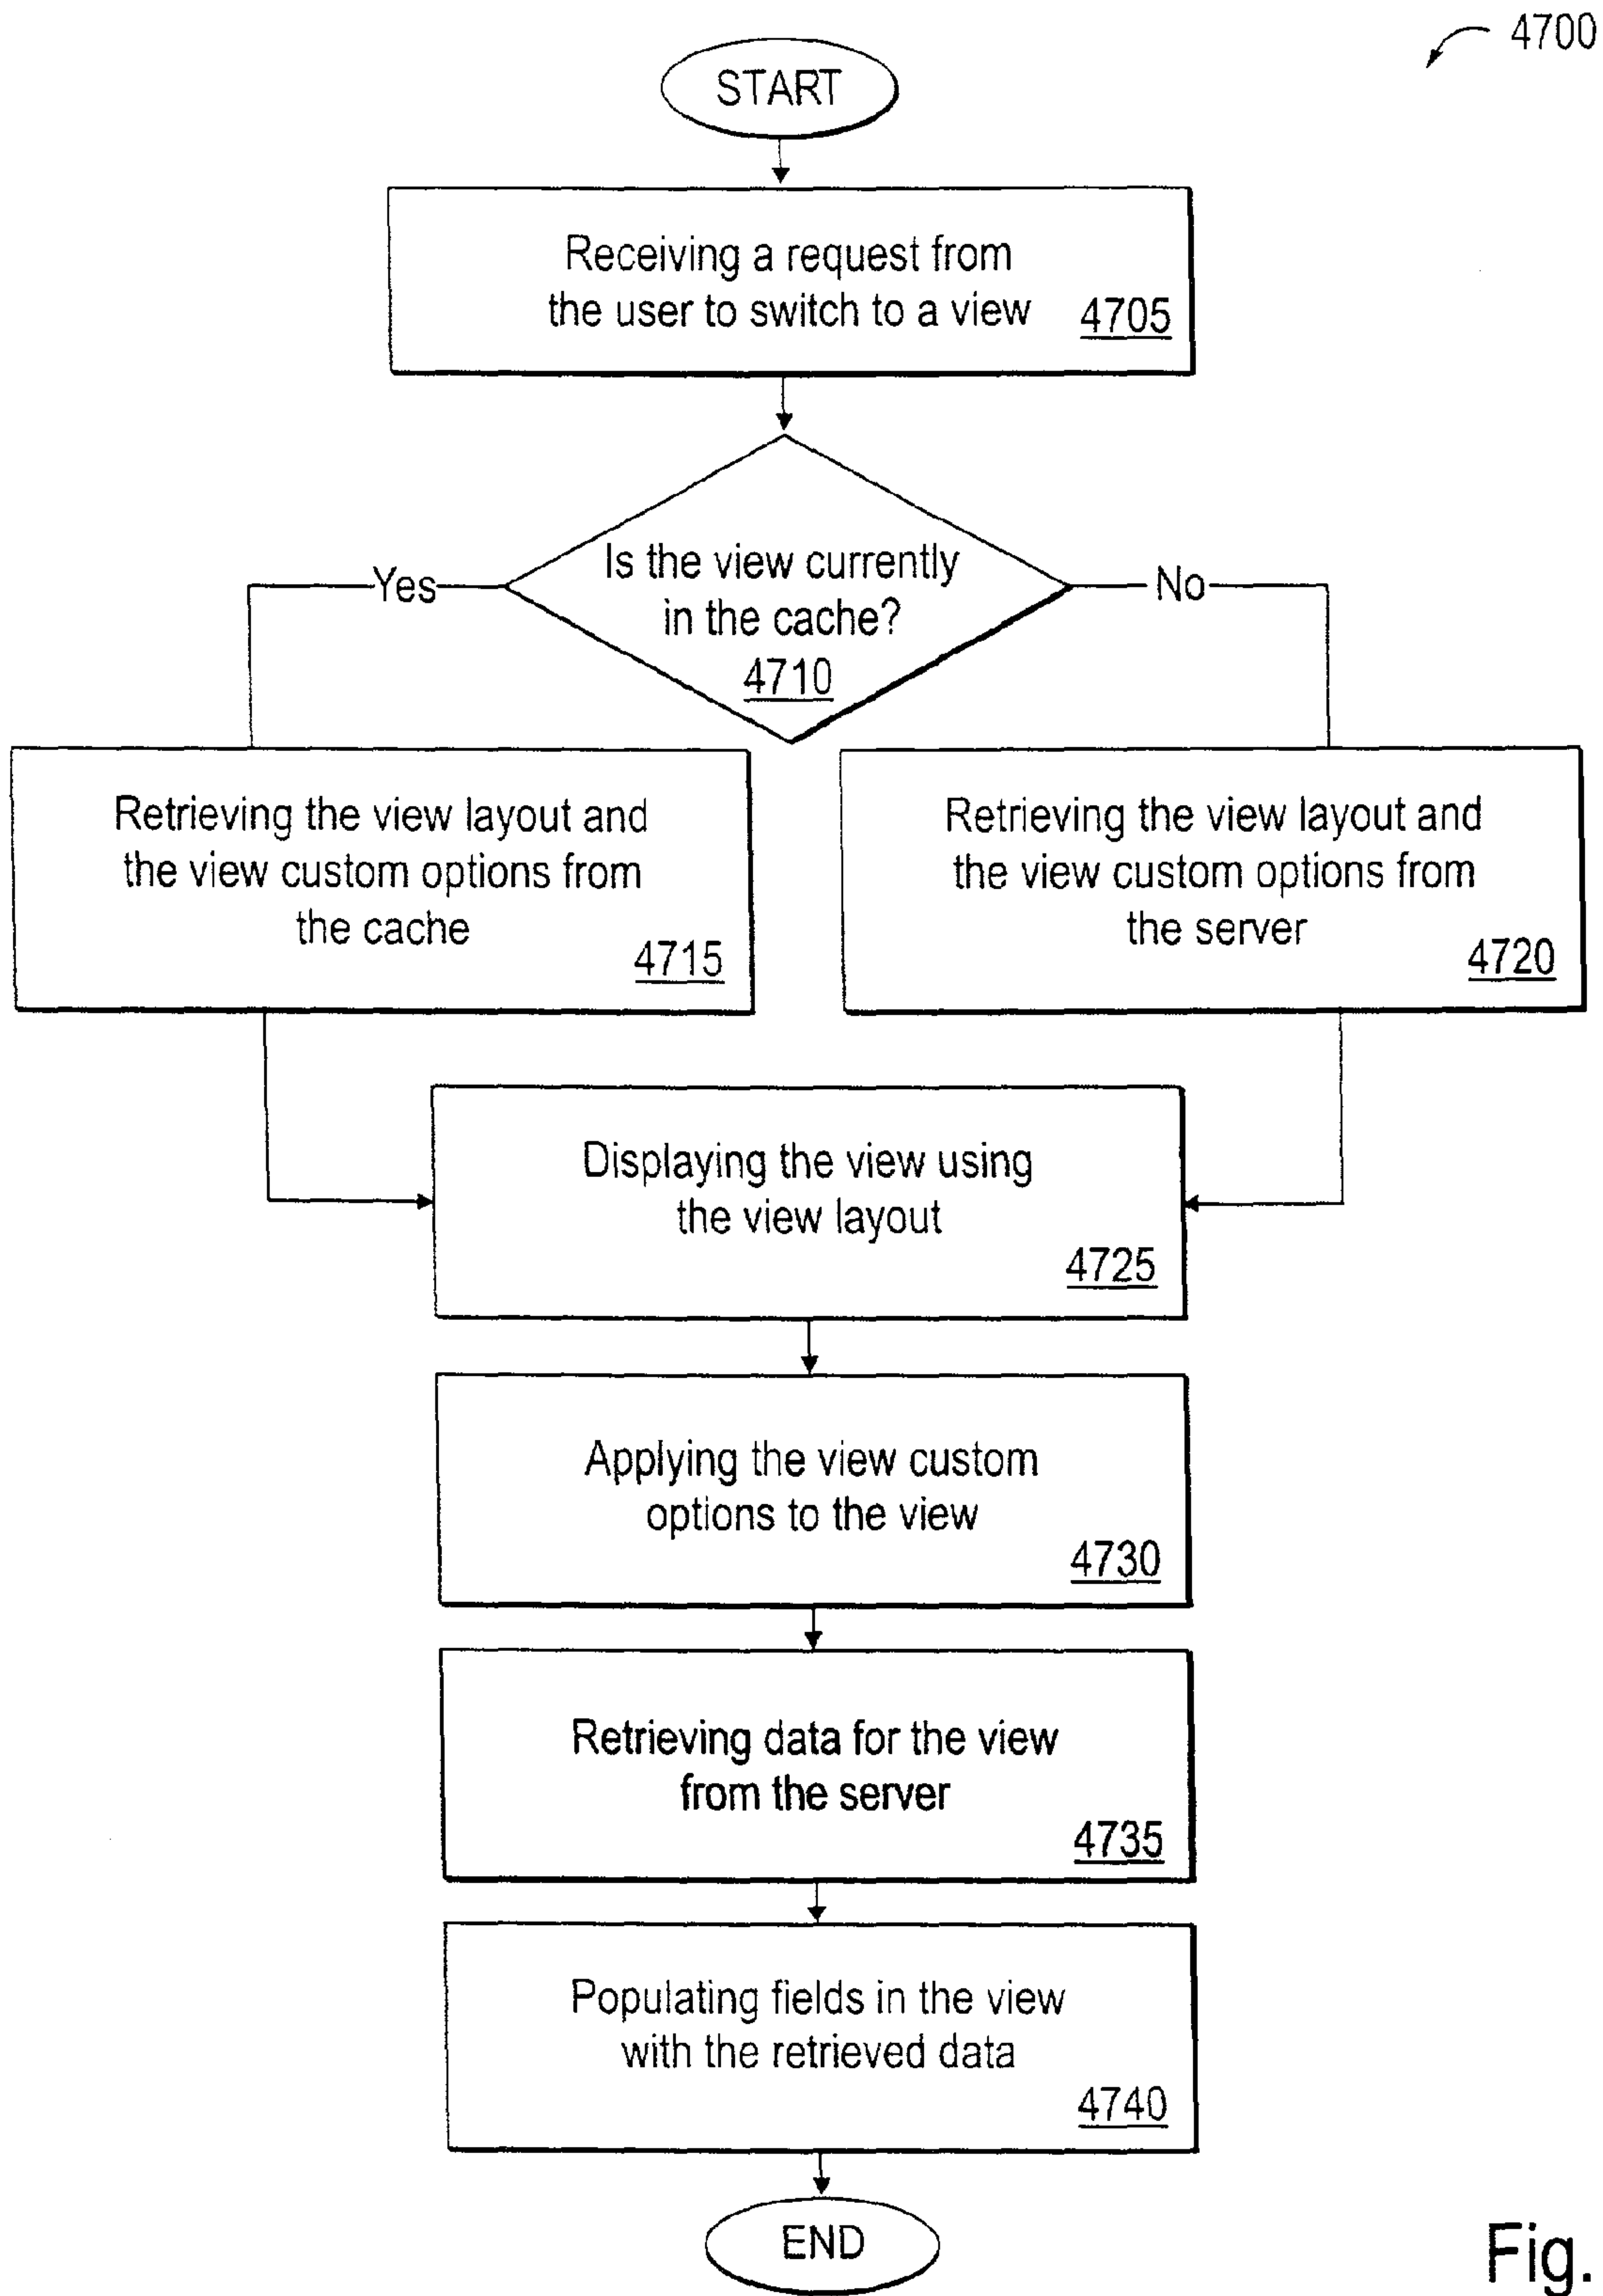 4700
START
Receiving a request from
the user to switch to a view 4705
Is the view currently
in the cache?
4710
Yes
No
Retrieving the view layout and
the view custom options from
the cache
4715
Retrieving the view layout and
the view custom options from
the server
4720
Displaying the view using
the view layout
4725
Applying the view custom
options to the view
4730
Retrieving data for the view
from the server
4735
Populating fields in the view
with the retrieved data
4740
END
Fig.